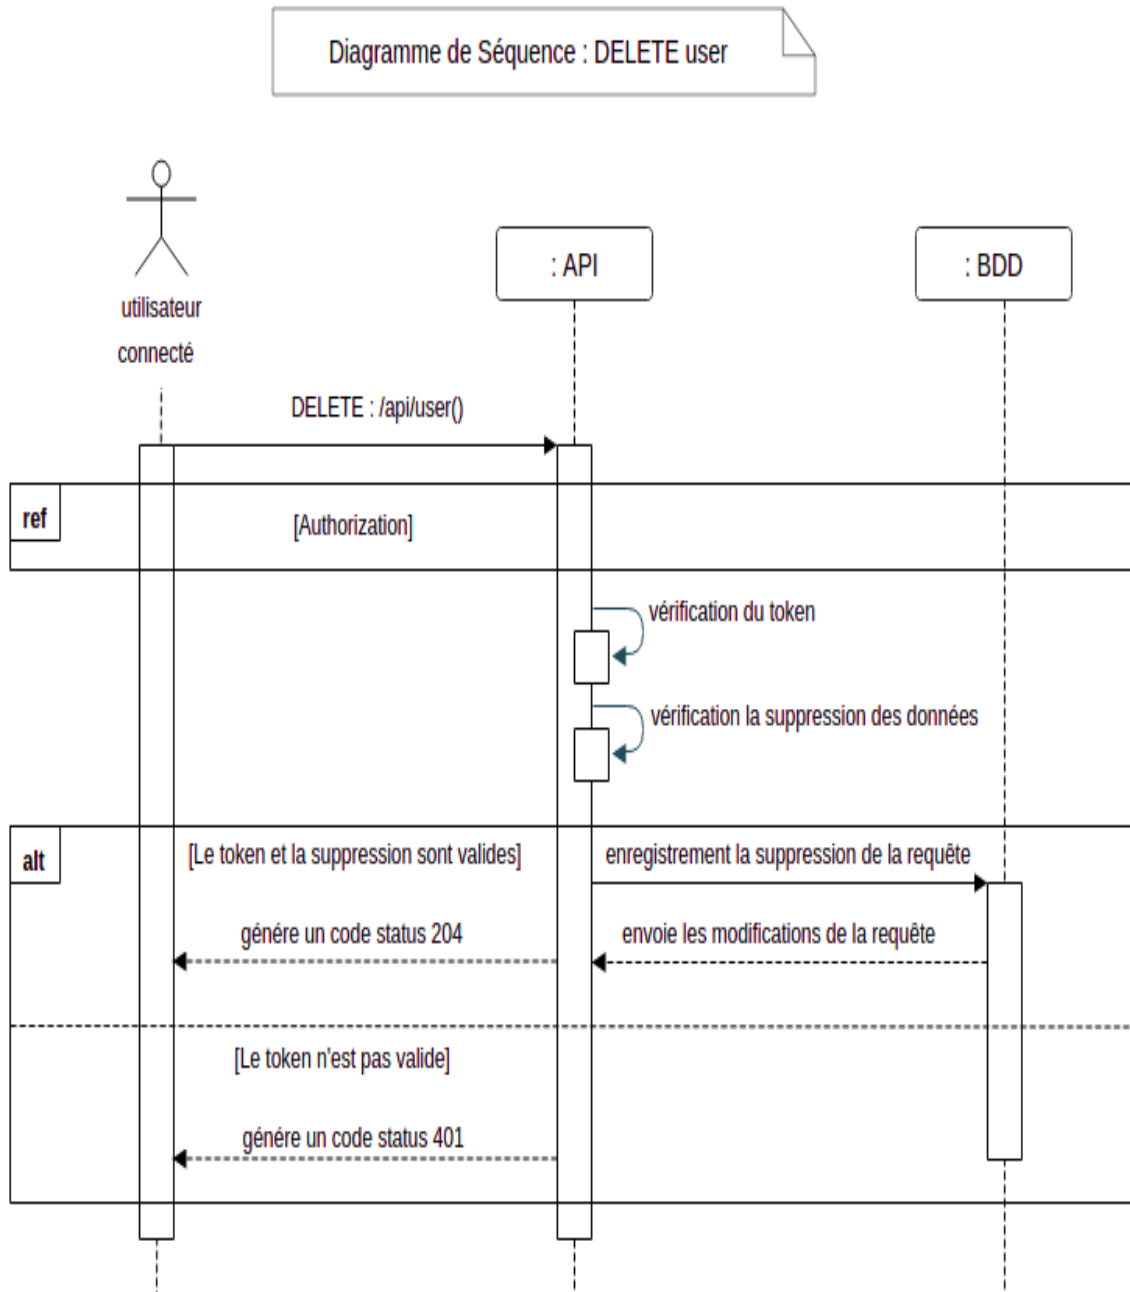 Diagramme de Séquence : DELETE user
utilisateur
connecté
: API
: BDD
DELETE : /api/user()
ref
[Authorization]
vérification du token
vérification la suppression des données
alt
[Le token et la suppression sont valides]
enregistrement la suppression de la requête
génére un code status 204
envoie les modifications de la requête
[Le token n'est pas valide]
génére un code status 401